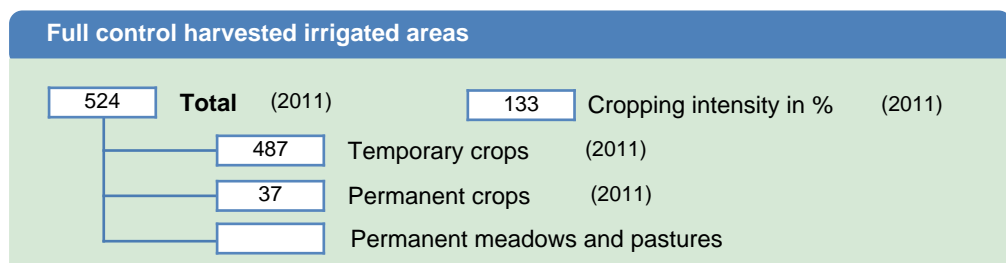 Full control harvested irrigated areas
524 Total (2011) 133 Cropping intensity in % (2011)
487 Temporary crops (2011)
37 Permanent crops (2011)
Permanent meadows and pastures